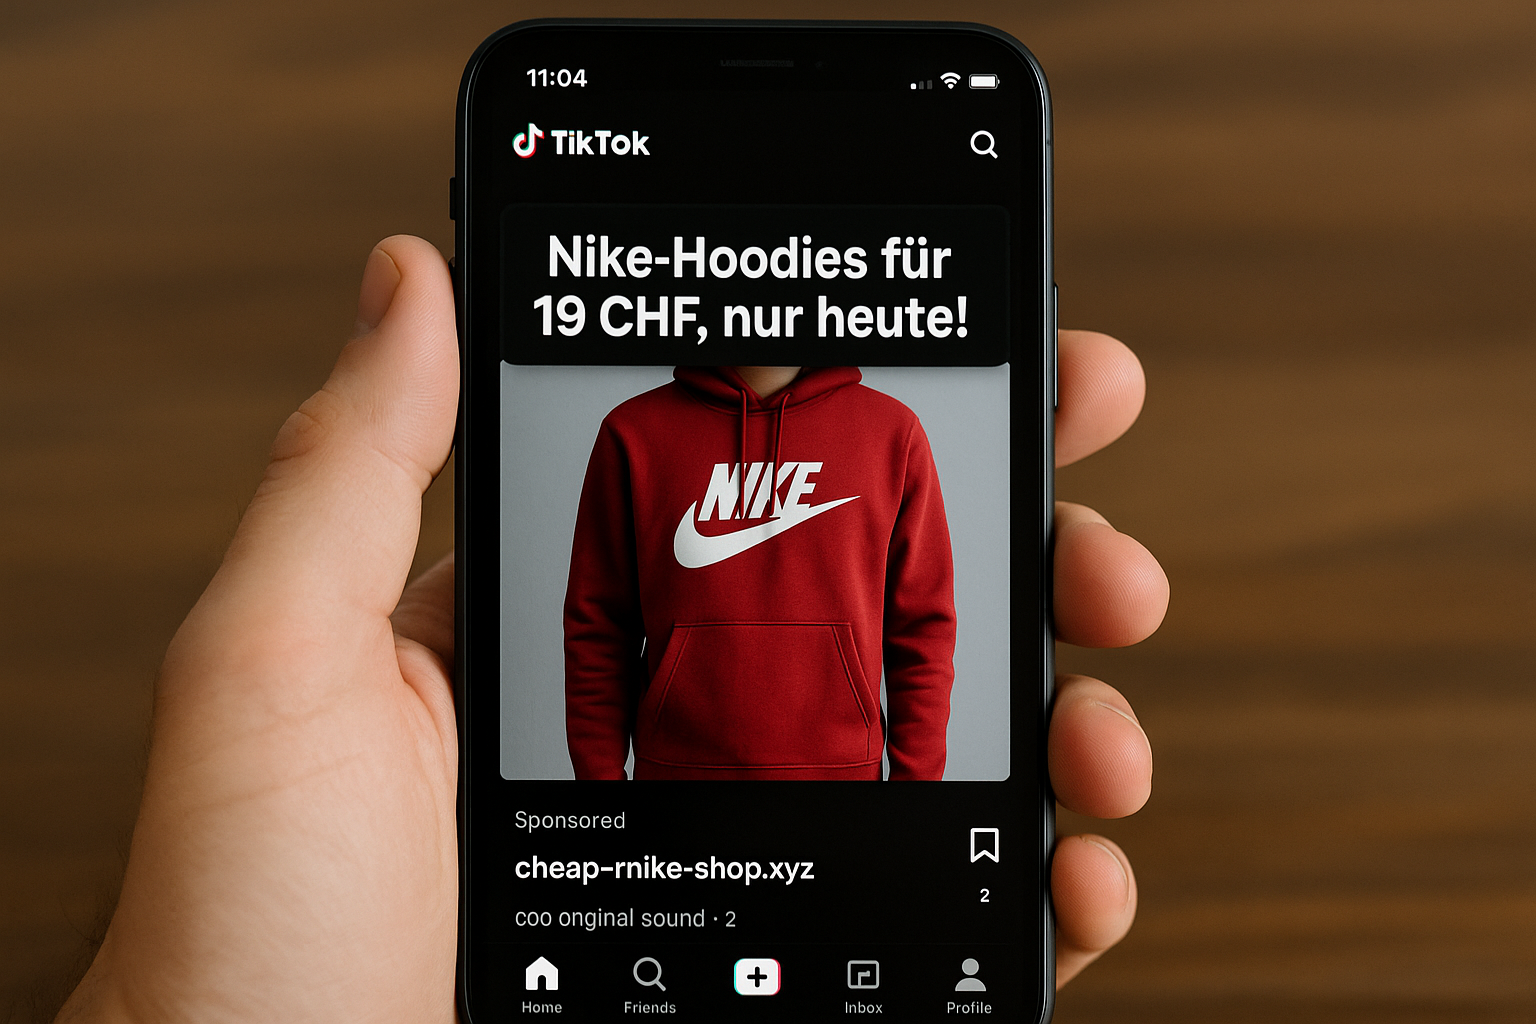 11:04
TikTok
Nike-Hoodies für
19 CHF, nur heute!
NIKE
Sponsored
cheap-rnike-shop.xyz
2
coo onginal sound · 2
Home
Friends
Inbox
Profile